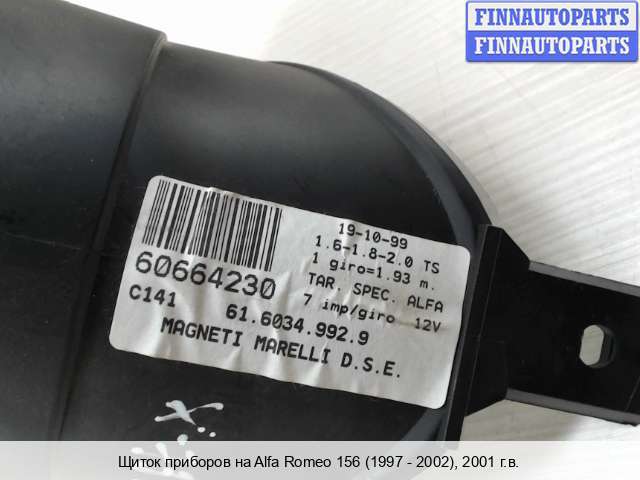 FINNAUTOPARTS
FINNAUTOPARTS
19-10-99
1.6-1.8-2.0 TS
1 giro=1.93 m.
TAR. SPEC. ALFA
7 imp/giro 12V
60664230
C141 61.6034.992.9
MAGNETI MARELLI D.S.E.
Щиток приборов на Alfa Romeo 156 (1997 - 2002), 2001 г.в.